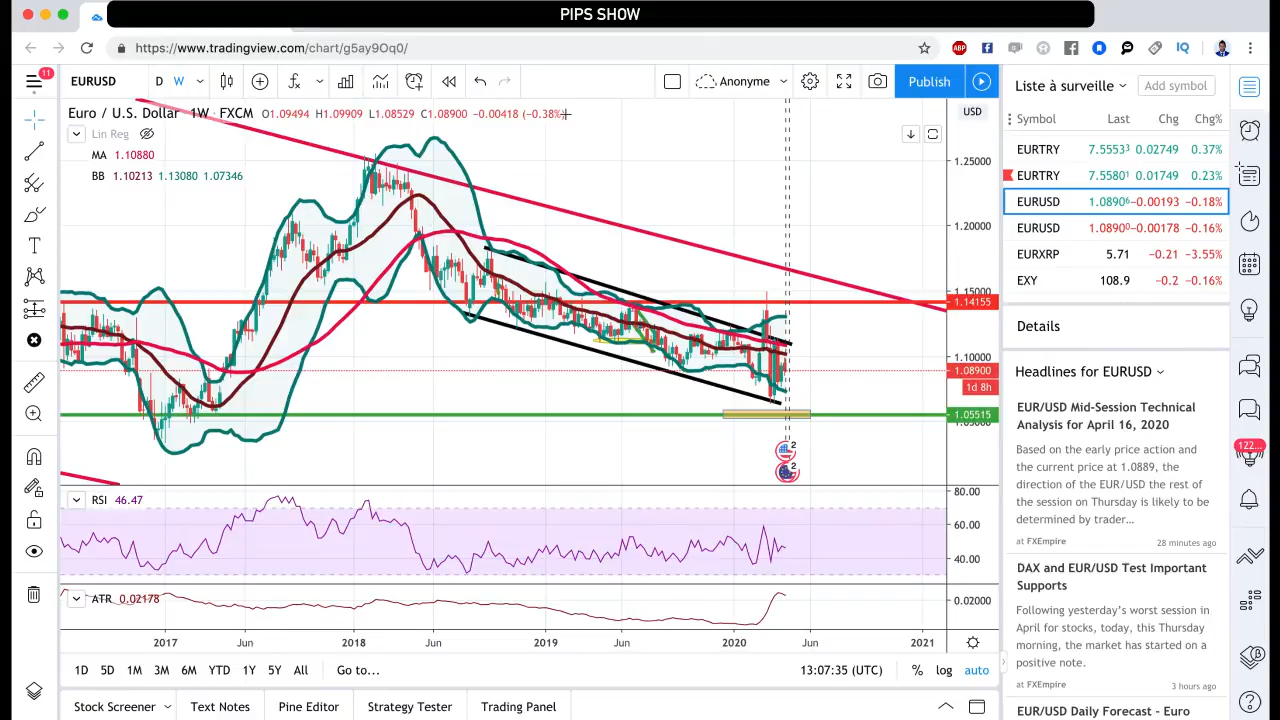 PIPS SHOW
https://www.tradingview.com/chart/g5ay9Oq0/
ABP
IQ
11
EURUSD
D W
Anonyme
Publish
Liste à surveille
Add symbol
Euro / U.S. Dollar 1W FXCM O1.09494 H1.09909 L1.08529 C1.08900 −0.00418 (−0.38%)
Lin Reg
MA 1.10880
BB 1.10213 1.13080 1.07346
USD
1.25000
1.20000
1.15000
1.14155
1.10000
1.08900
1d 8h
1.05515
1.05000
2
2
RSI 46.47
80.00
60.00
40.00
ATR 0.02178
0.02000
2017 Jun 2018 Jun 2019 Jun 2020 Jun 2021
1D 5D 1M 3M 6M YTD 1Y 5Y All Go to...
13:07:35 (UTC) % log auto
Stock Screener Text Notes Pine Editor Strategy Tester Trading Panel
Symbol Last Chg Chg%
EURTRY 7.5553³ 0.02749 0.37%
EURTRY 7.5580¹ 0.01749 0.23%
EURUSD 1.0890⁶ −0.00193 −0.18%
EURUSD 1.0890⁰ −0.00178 −0.16%
EURXRP 5.71 −0.21 −3.55%
EXY 108.9 −0.2 −0.16%
Details
Headlines for EURUSD
EUR/USD Mid-Session Technical
Analysis for April 16, 2020
Based on the early price action and
the current price at 1.0889, the
direction of the EUR/USD the rest of
the session on Thursday is likely to be
determined by trader...
at FXEmpire 28 minutes ago
DAX and EUR/USD Test Important
Supports
Following yesterday's worst session in
April for stocks, today, this Thursday
morning, the market has started on a
positive note.
at FXEmpire 3 hours ago
EUR/USD Daily Forecast - Euro
122...